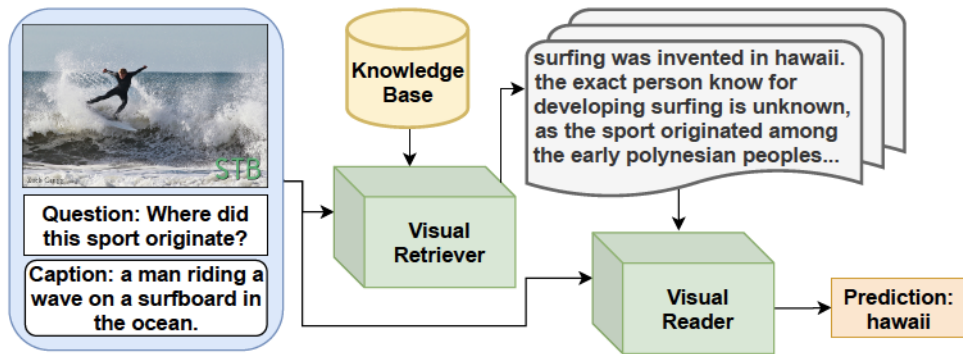 STB
Question: Where did
this sport originate?
Caption: a man riding a
wave on a surfboard in
the ocean.
Knowledge
Base
Visual
Retriever
surfing was invented in hawaii.
the exact person know for
developing surfing is unknown,
as the sport originated among
the early polynesian peoples...
Visual
Reader
Prediction:
hawaii